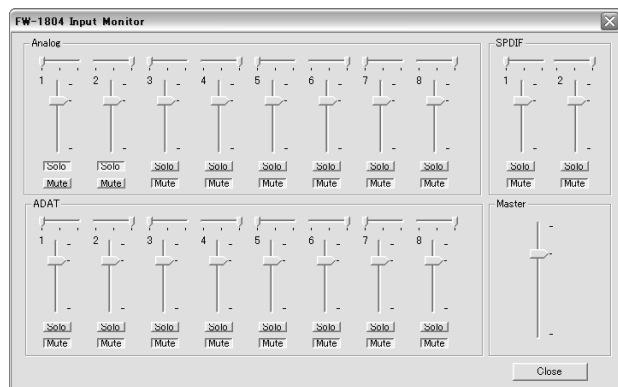 FW-1804 Input Monitor
Analog
SPDIF
1 2 3 4 5 6 7 8
1 2
Solo Solo Solo Solo Solo Solo Solo Solo
Solo Solo
Mute Mute Mute Mute Mute Mute Mute Mute
Mute Mute
ADAT
Master
1 2 3 4 5 6 7 8
Solo Solo Solo Solo Solo Solo Solo Solo
Mute Mute Mute Mute Mute Mute Mute Mute
Close